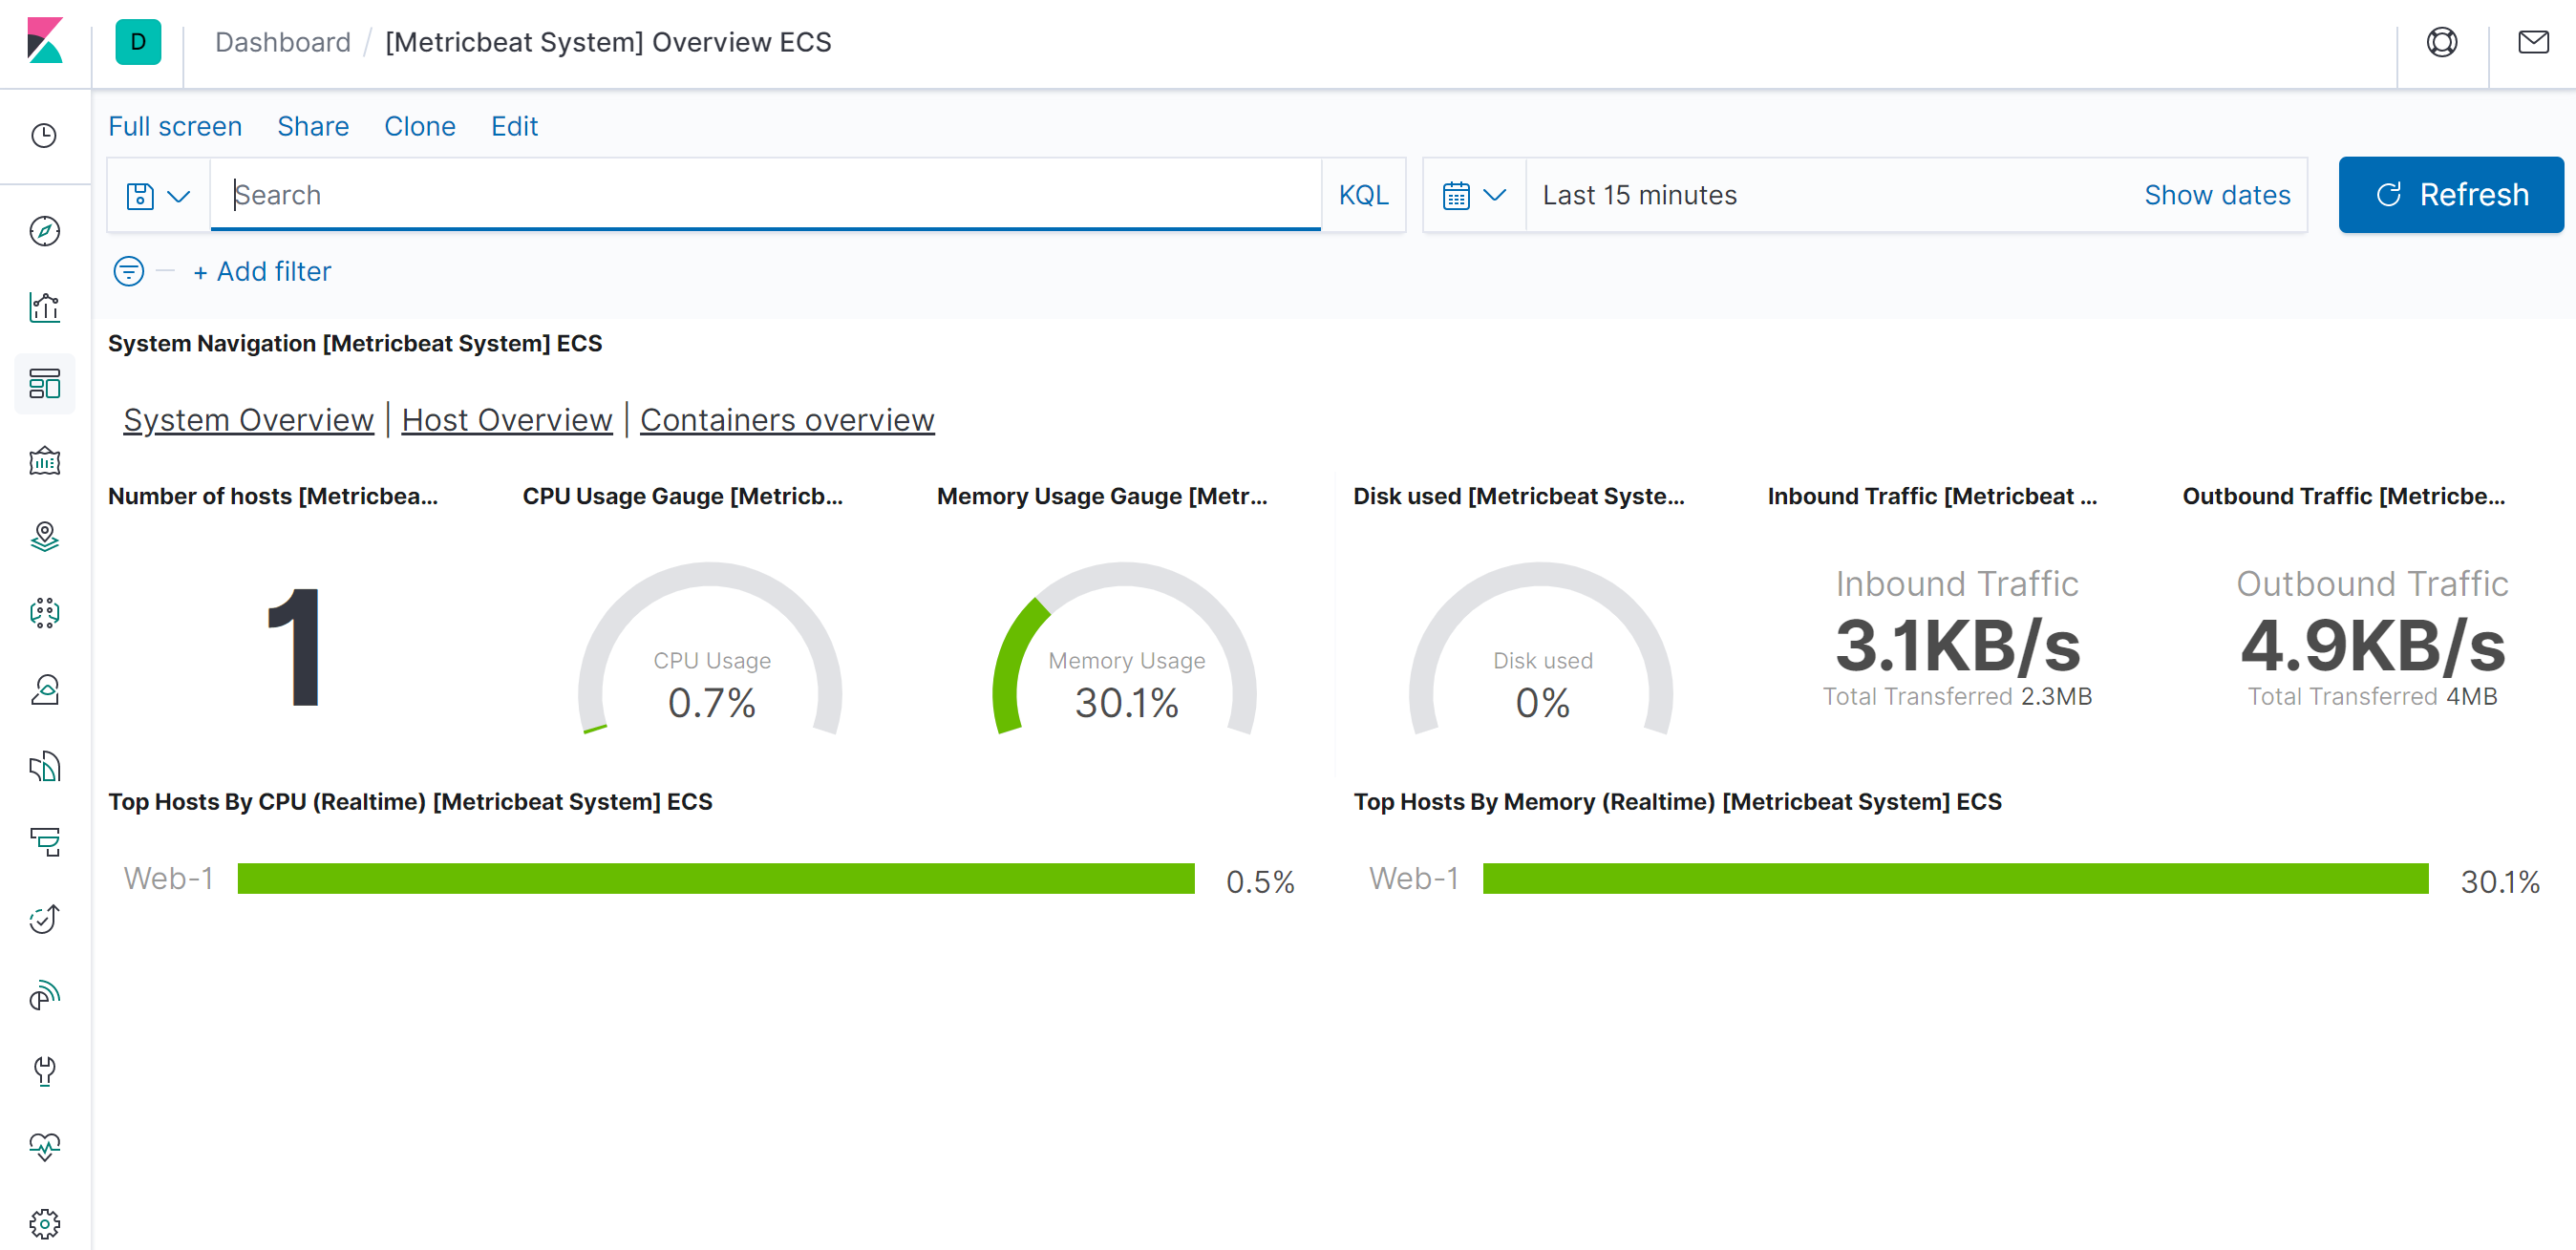 D Dashboard / [Metricbeat System] Overview ECS
Full screen Share Clone Edit
Search KQL Last 15 minutes Show dates Refresh
+ Add filter
System Navigation [Metricbeat System] ECS
System Overview | Host Overview | Containers overview
Number of hosts [Metricbea... CPU Usage Gauge [Metricb... Memory Usage Gauge [Metr... Disk used [Metricbeat Syste... Inbound Traffic [Metricbeat ... Outbound Traffic [Metricbe...
1
CPU Usage
0.7%
Memory Usage
30.1%
Disk used
0%
Inbound Traffic
3.1KB/s
Total Transferred 2.3MB
Outbound Traffic
4.9KB/s
Total Transferred 4MB
Top Hosts By CPU (Realtime) [Metricbeat System] ECS
Web-1 0.5%
Top Hosts By Memory (Realtime) [Metricbeat System] ECS
Web-1 30.1%